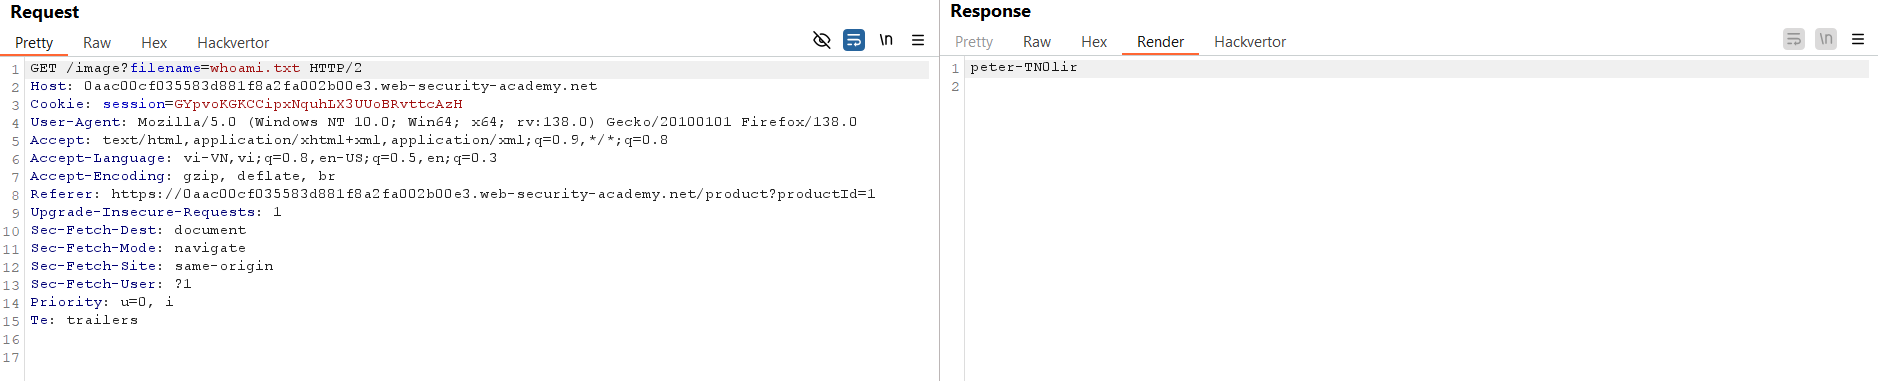 Request
Pretty Raw Hex Hackvertor \n
1 GET /image?filename=whoami.txt HTTP/2
2 Host: 0aac00cf035583d881f8a2fa002b00e3.web-security-academy.net
3 Cookie: session=GYpvoKGKCCipxNquhLX3UUoBRvttcAzH
4 User-Agent: Mozilla/5.0 (Windows NT 10.0; Win64; x64; rv:138.0) Gecko/20100101 Firefox/138.0
5 Accept: text/html,application/xhtml+xml,application/xml;q=0.9,*/*;q=0.8
6 Accept-Language: vi-VN,vi;q=0.8,en-US;q=0.5,en;q=0.3
7 Accept-Encoding: gzip, deflate, br
8 Referer: https://0aac00cf035583d881f8a2fa002b00e3.web-security-academy.net/product?productId=1
9 Upgrade-Insecure-Requests: 1
10 Sec-Fetch-Dest: document
11 Sec-Fetch-Mode: navigate
12 Sec-Fetch-Site: same-origin
13 Sec-Fetch-User: ?1
14 Priority: u=0, i
15 Te: trailers
16
17
Response
Pretty Raw Hex Render Hackvertor \n
1 peter-TN0lir
2